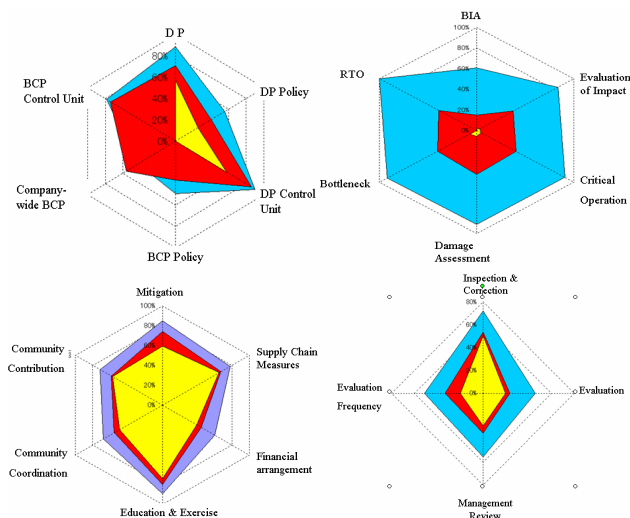 D P
80%
60%
40%
20%
0%
BCP
Control Unit
DP Policy
Company-
wide BCP
DP Control
Unit
BCP Policy
BIA
100%
80%
60%
40%
20%
0%
RTO
Evaluation
of Impact
Bottleneck
Critical
Operation
Damage
Assessment
Mitigation
100%
80%
60%
40%
20%
0%
Community
Contribution
Supply Chain
Measures
Community
Coordination
Financial
arrangement
Education & Exercise
Inspection &
Correction
80%
60%
40%
20%
0%
Evaluation
Frequency
Evaluation
Management
Review